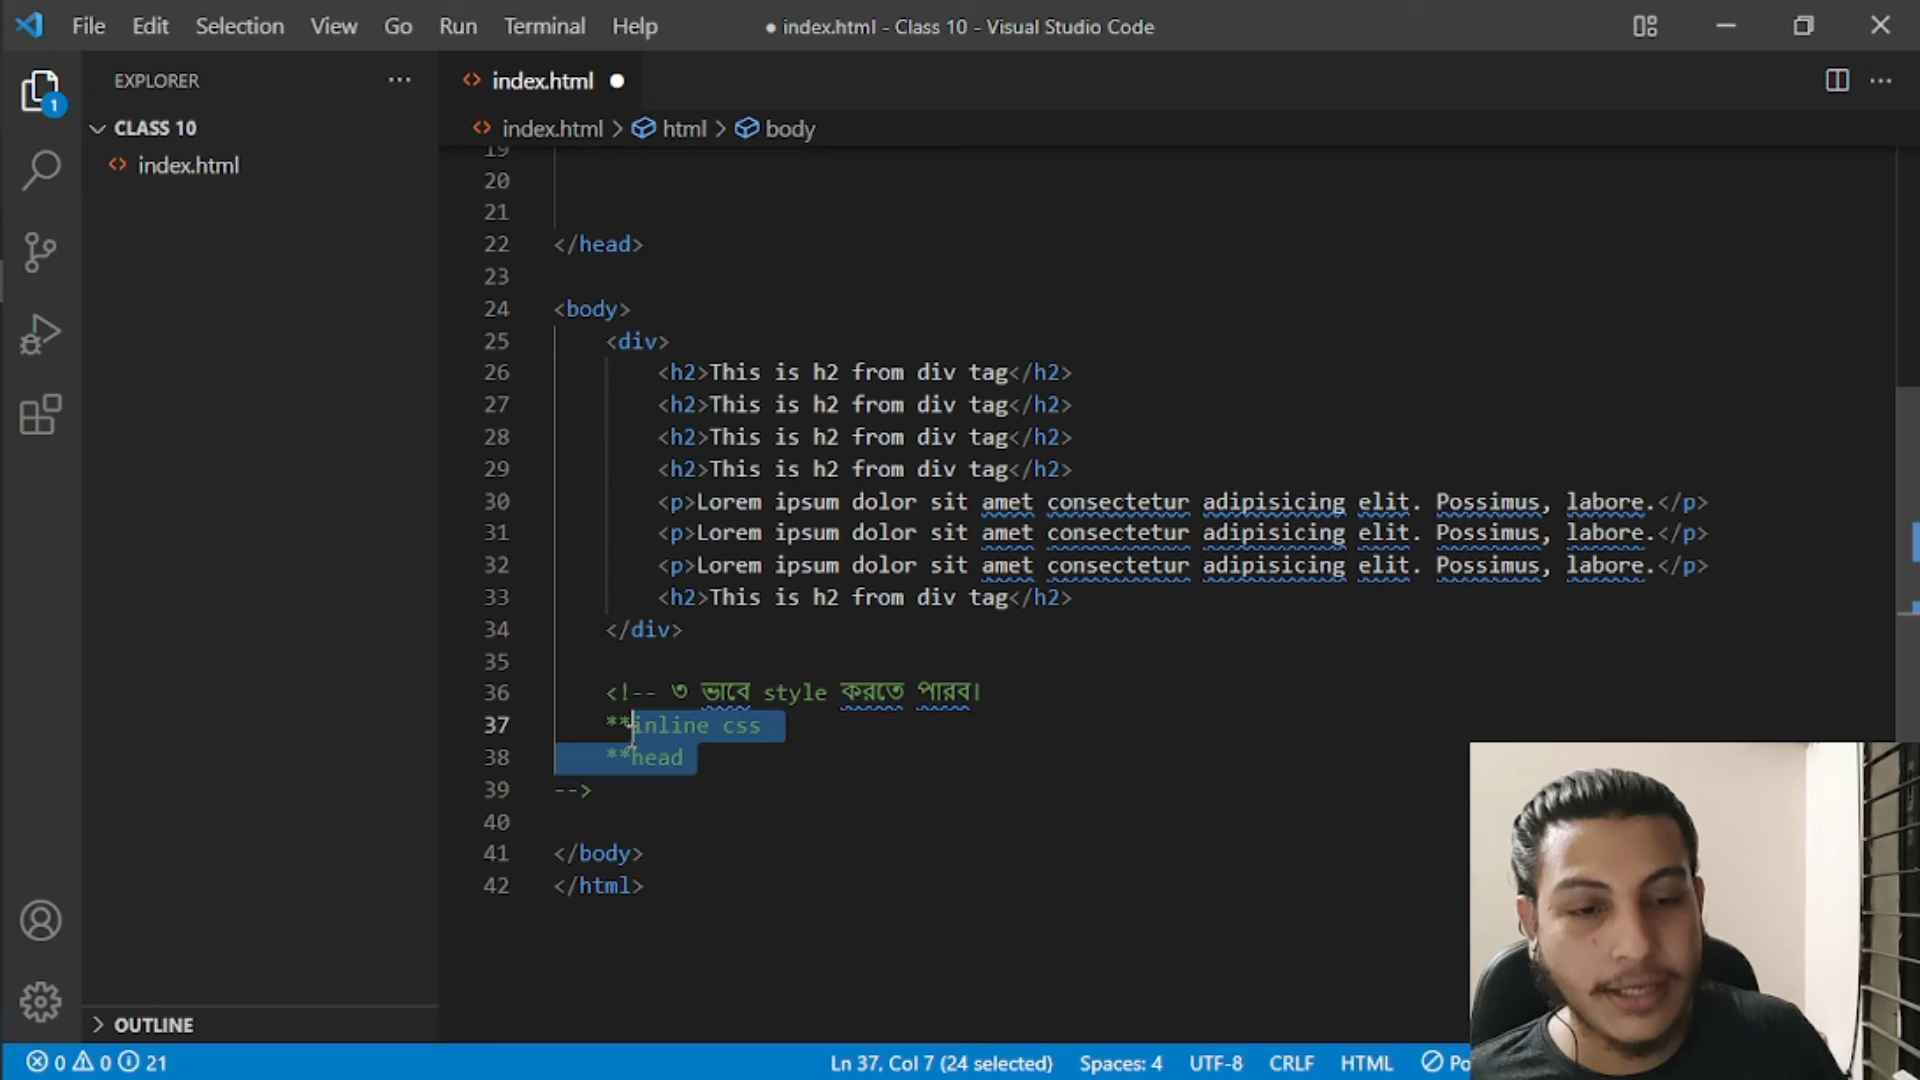 File Edit Selection View Go Run Terminal Help
● index.html - Class 10 - Visual Studio Code
EXPLORER
index.html
1
CLASS 10
index.html > html > body
index.html
19
20
21
22 </head>
23
24 <body>
25 <div>
26 <h2>This is h2 from div tag</h2>
27 <h2>This is h2 from div tag</h2>
28 <h2>This is h2 from div tag</h2>
29 <h2>This is h2 from div tag</h2>
30 <p>Lorem ipsum dolor sit amet consectetur adipisicing elit. Possimus, labore.</p>
31 <p>Lorem ipsum dolor sit amet consectetur adipisicing elit. Possimus, labore.</p>
32 <p>Lorem ipsum dolor sit amet consectetur adipisicing elit. Possimus, labore.</p>
33 <h2>This is h2 from div tag</h2>
34 </div>
35
36 <!-- ৩ ভাবে style করতে পারব।
37 **inline css
38 **head
39 -->
40
41 </body>
42 </html>
OUTLINE
0 0 21
Ln 37, Col 7 (24 selected) Spaces: 4 UTF-8 CRLF HTML